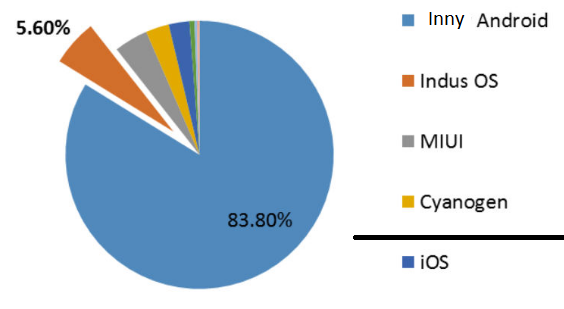 5.60%
Inny Android
Indus OS
MIUI
Cyanogen
83.80%
iOS